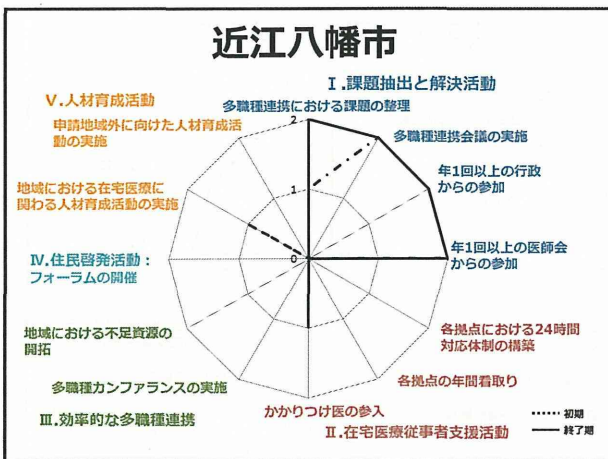 近江八幡市
Ⅰ.課題抽出と解決活動
多職種連携における課題の整理
多職種連携会議の実施
年1回以上の行政
からの参加
年1回以上の医師会
からの参加
各拠点における24時間
対応体制の構築
各拠点の年間看取り
Ⅱ.在宅医療従事者支援活動
かかりつけ医の参入
Ⅲ.効率的な多職種連携
多職種カンファランスの実施
地域における不足資源の
開拓
Ⅳ.住民啓発活動：
フォーラムの開催
地域における在宅医療に
関わる人材育成活動の実施
申請地域外に向けた人材育成活
動の実施
Ⅴ.人材育成活動
2
1
0
初期
終了期